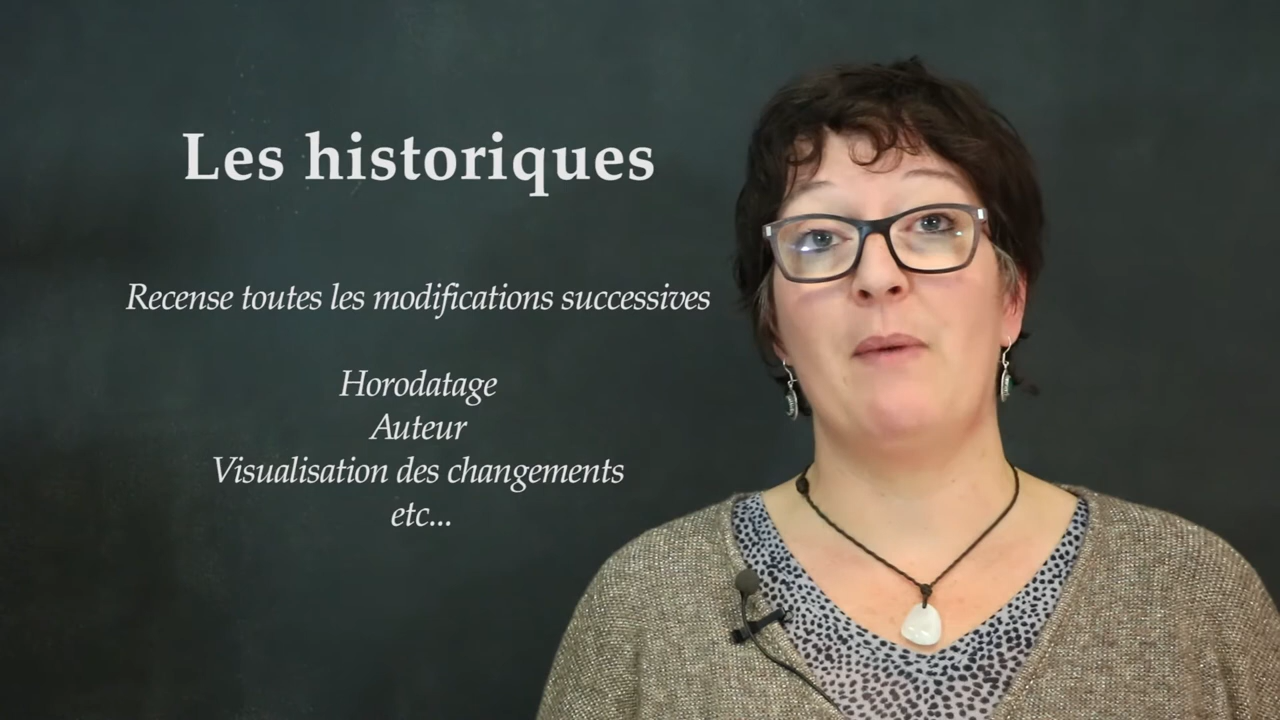 Les historiques
Recense toutes les modifications successives
Horodatage
Auteur
Visualisation des changements
etc...